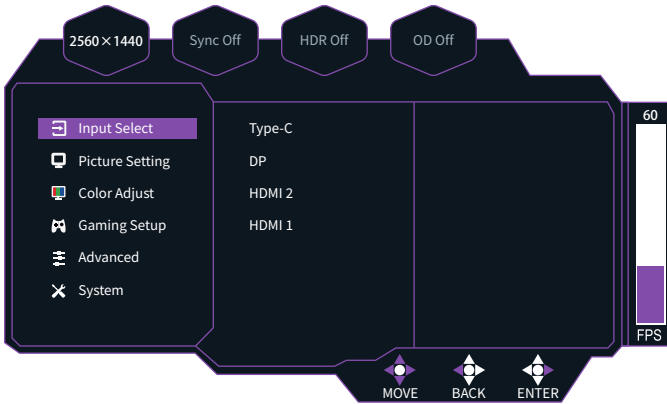 2560×1440
Sync Off
HDR Off
OD Off
Input Select
Picture Setting
Color Adjust
Gaming Setup
Advanced
System
Type-C
DP
HDMI 2
HDMI 1
60
FPS
MOVE
BACK
ENTER